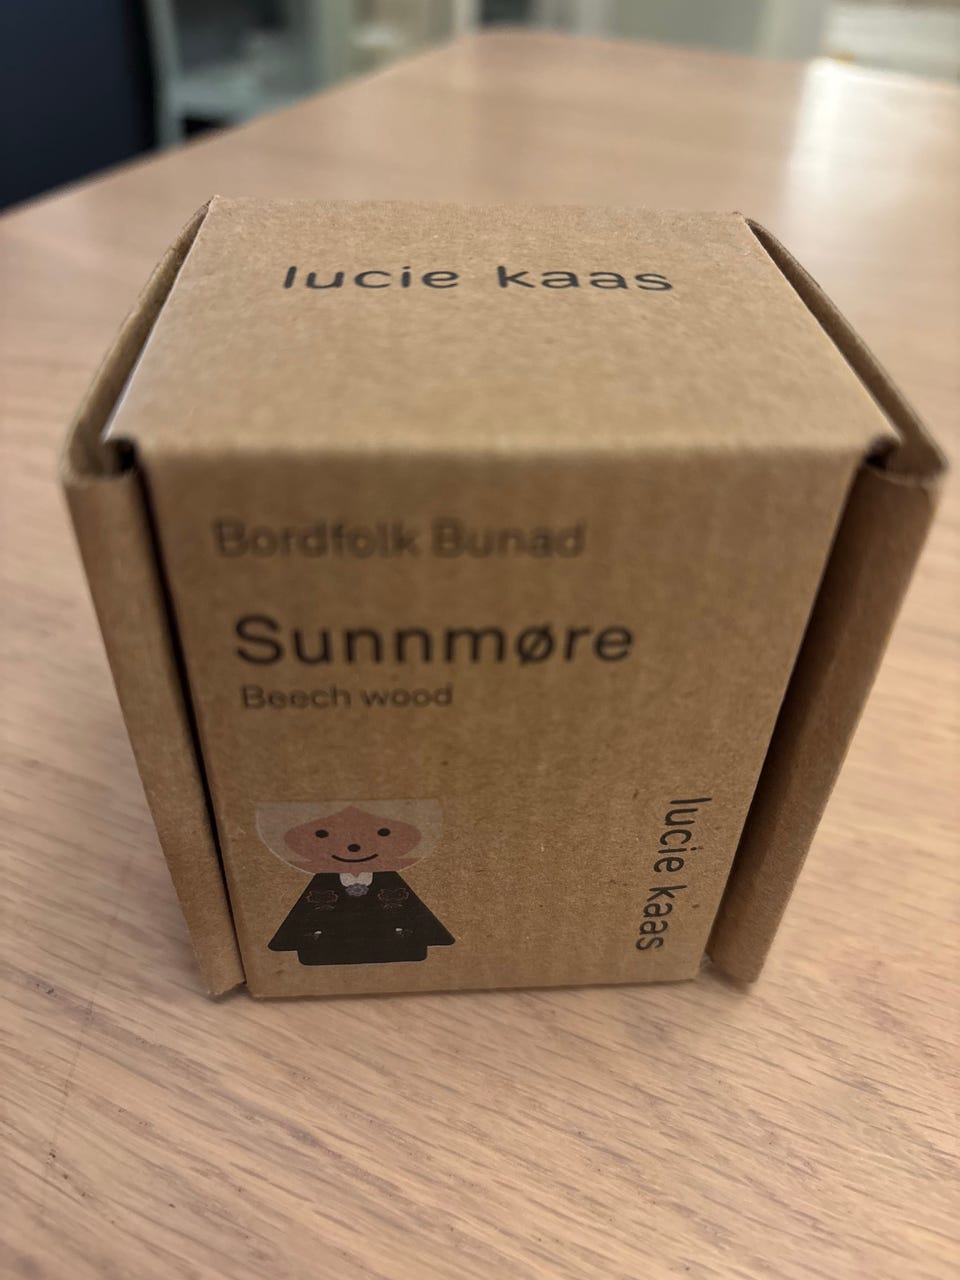 lucie kaas
Bordfolk Bunad
Sunnmøre
Beech wood
lucie kaas